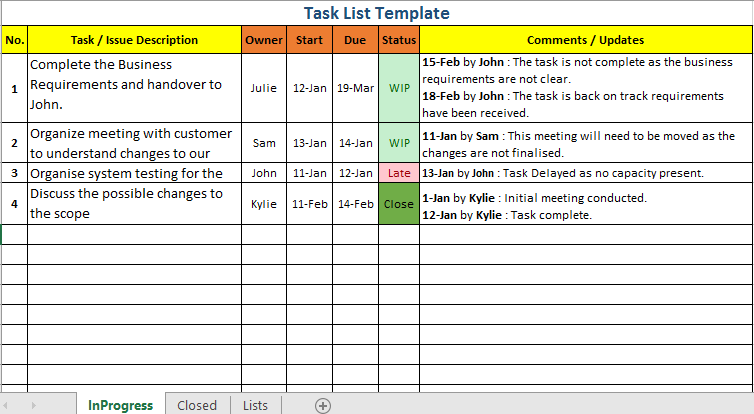 Task List Template
No. Task / Issue Description Owner Start Due Status Comments / Updates
1 Complete the Business Requirements and handover to John. Julie 12-Jan 19-Mar WIP
15-Feb by John : The task is not complete as the business
requirements are not clear.
18-Feb by John : The task is back on track requirements
have been received.
2 Organize meeting with customer to understand changes to our Sam 13-Jan 14-Jan WIP
11-Jan by Sam : This meeting will need to be moved as the
changes are not finalised.
3 Organise system testing for the John 11-Jan 12-Jan Late 13-Jan by John : Task Delayed as no capacity present.
4 Discuss the possible changes to the scope Kylie 11-Feb 14-Feb Close
1-Jan by Kylie : Initial meeting conducted.
12-Jan by Kylie : Task complete.
InProgress Closed Lists